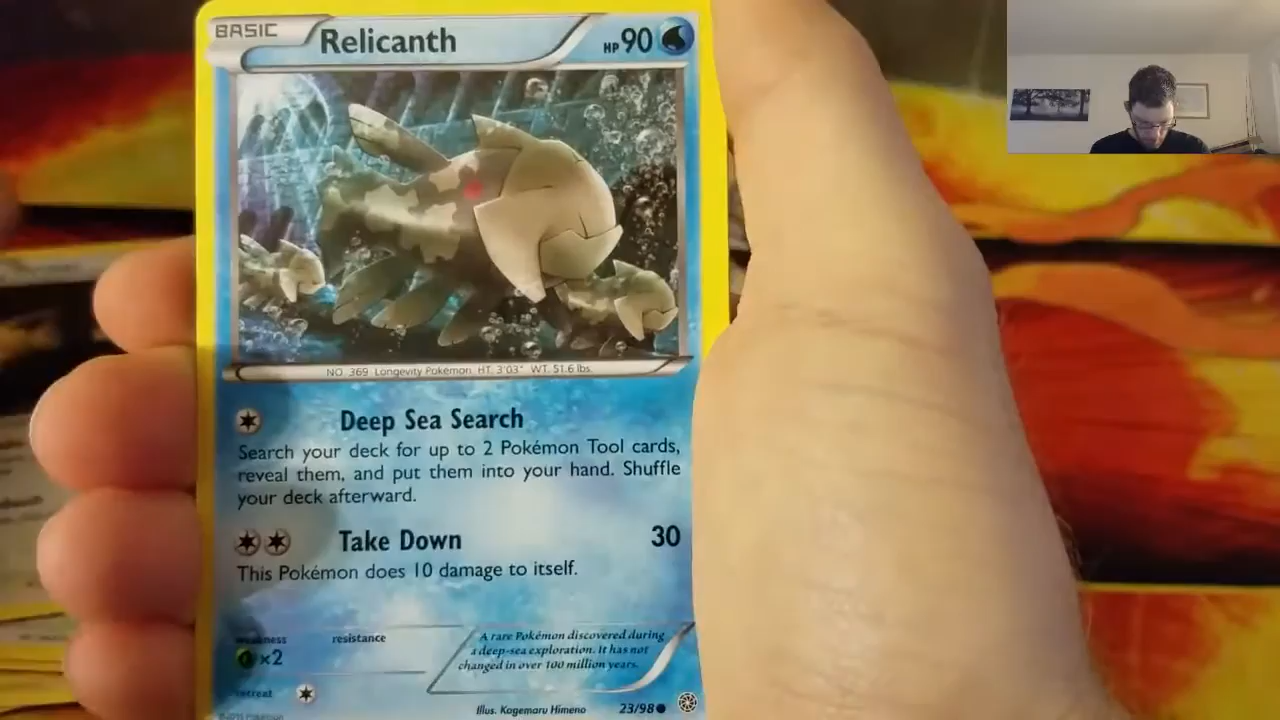 BASIC Relicanth HP 90
NO. 369 Longevity Pokémon HT. 3'03" WT. 51.6 lbs.
Deep Sea Search
Search your deck for up to 2 Pokémon Tool cards,
reveal them, and put them into your hand. Shuffle
your deck afterward.
Take Down 30
This Pokémon does 10 damage to itself.
weakness resistance
×2
A rare Pokémon discovered during
a deep-sea exploration. It has not
changed in over 100 million years.
retreat
Illus. Kagemaru Himeno 23/98
©2015 Pokémon